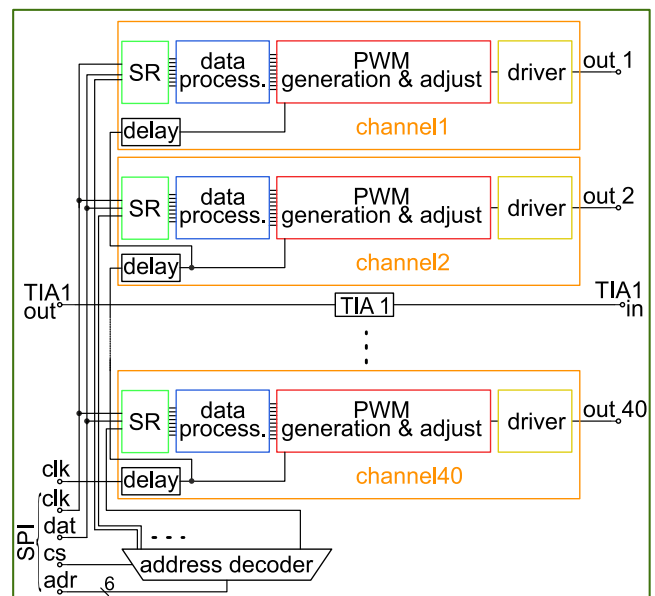 SR
data
process.
PWM
generation & adjust
driver
out 1
delay
channel1
SR
data
process.
PWM
generation & adjust
driver
out 2
delay
channel2
TIA1
out
TIA 1
TIA1
in
SR
data
process.
PWM
generation & adjust
driver
out 40
delay
channel40
clk
SPI
clk
dat
cs
adr
6
address decoder